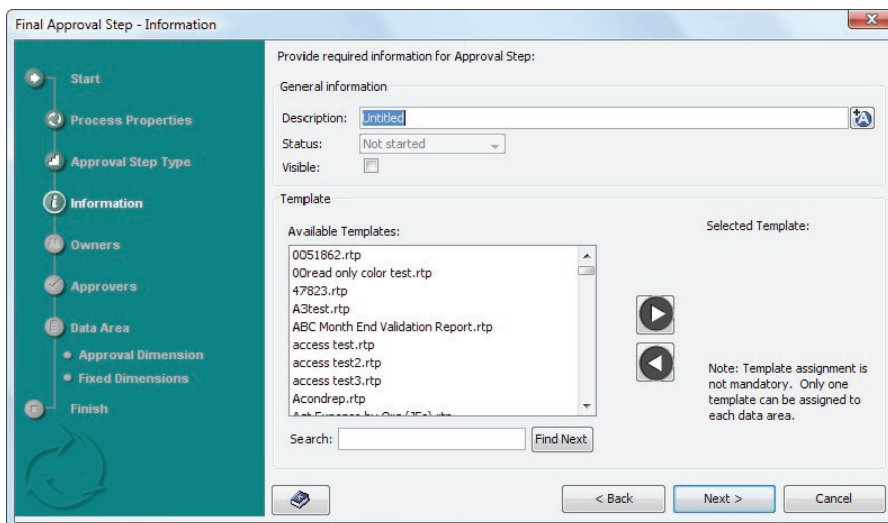 Final Approval Step - Information
Start
Process Properties
Approval Step Type
Information
Owners
Approvers
Data Area
Approval Dimension
Fixed Dimensions
Finish
Provide required information for Approval Step:
General information
Description: Untitled
Status: Not started
Visible:
Template
Available Templates:
0051862.rtp
00read only color test.rtp
47823.rtp
A3test.rtp
ABC Month End Validation Report.rtp
access test.rtp
access test2.rtp
access test3.rtp
Acondrep.rtp
Search: Find Next
Selected Template:
Note: Template assignment is
not mandatory. Only one
template can be assigned to
each data area.
< Back Next > Cancel